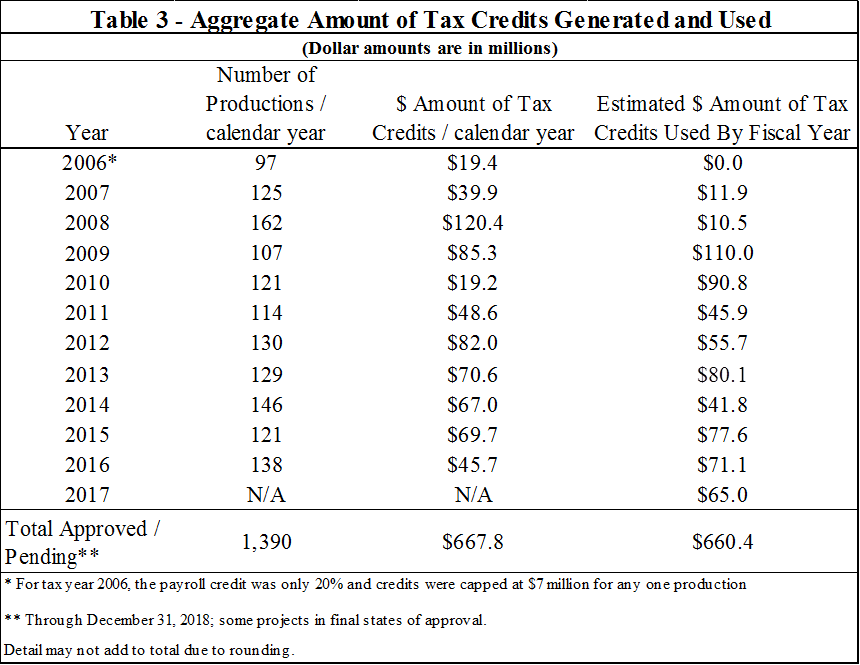 Table 3 - Aggregate Amount of Tax Credits Generated and Used
(Dollar amounts are in millions)
Number of
Productions / $ Amount of Tax Estimated $ Amount of Tax
Year calendar year Credits / calendar year Credits Used By Fiscal Year
2006* 97 $19.4 $0.0
2007 125 $39.9 $11.9
2008 162 $120.4 $10.5
2009 107 $85.3 $110.0
2010 121 $19.2 $90.8
2011 114 $48.6 $45.9
2012 130 $82.0 $55.7
2013 129 $70.6 $80.1
2014 146 $67.0 $41.8
2015 121 $69.7 $77.6
2016 138 $45.7 $71.1
2017 N/A N/A $65.0
Total Approved /
Pending** 1,390 $667.8 $660.4
* For tax year 2006, the payroll credit was only 20% and credits were capped at $7 million for any one production
** Through December 31, 2018; some projects in final states of approval.
Detail may not add to total due to rounding.